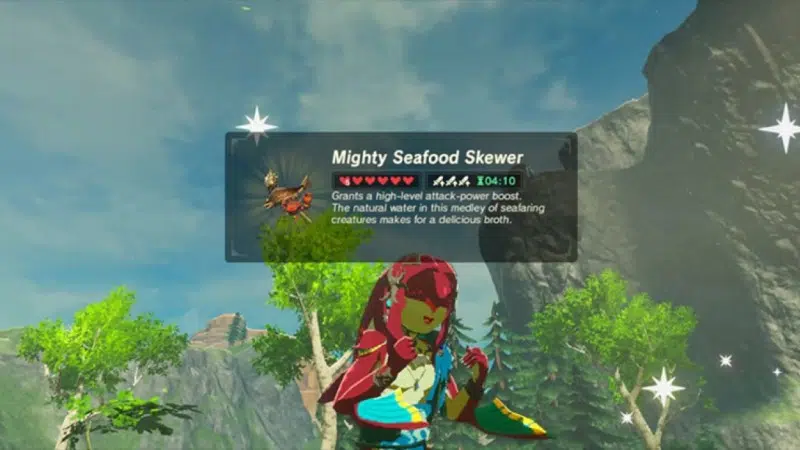 Mighty Seafood Skewer
04:10
Grants a high-level attack-power boost.
The natural water in this medley of seafaring
creatures makes for a delicious broth.